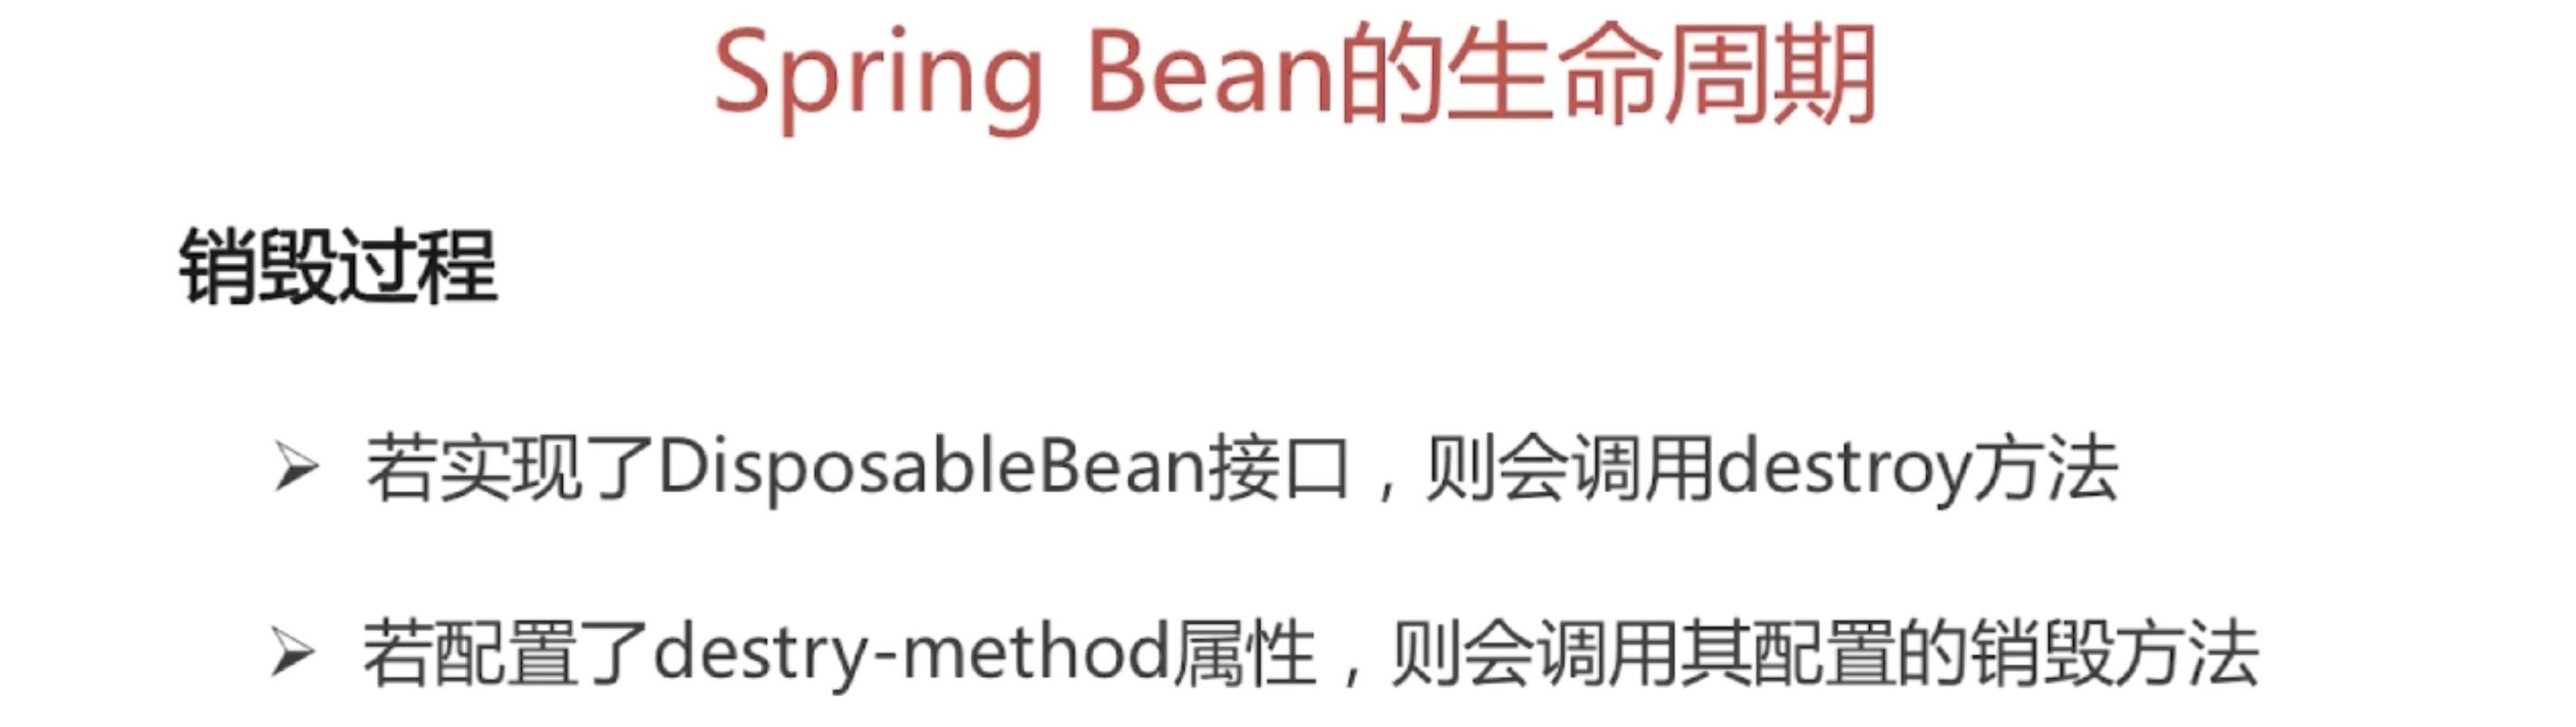 Spring Bean的生命周期
销毁过程
若实现了DisposableBean接口，则会调用destroy方法
若配置了destry-method属性，则会调用其配置的销毁方法